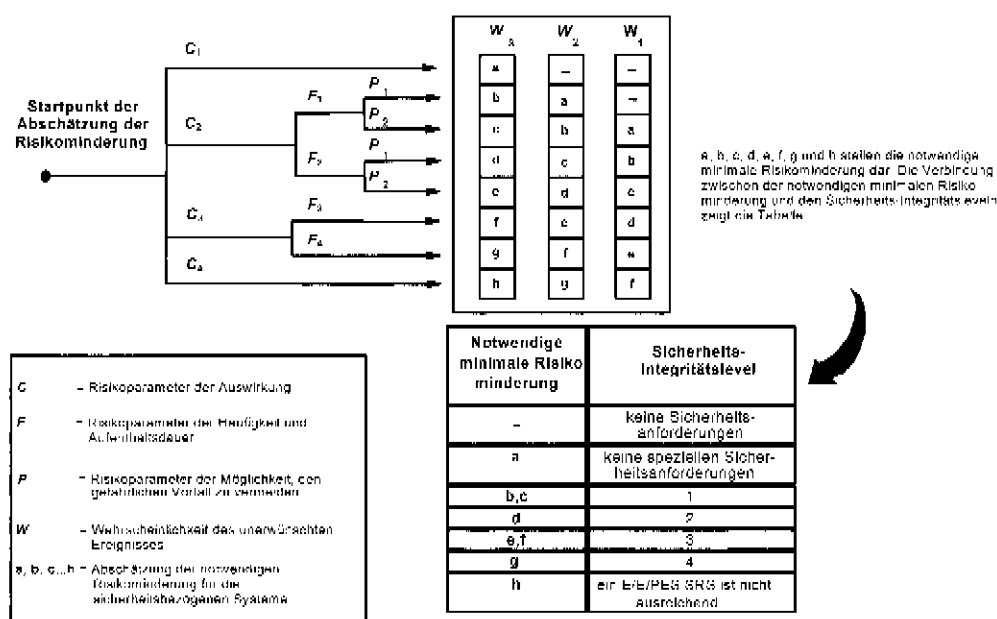 W3 W2 W1
C1
a – –
F1 P1
b a –
Startpunkt der
Abschätzung der
Risikominderung
C2
P2
c b a
F2 P1
d c b
P2
e d c
C3 F3
f e d
F4
g f e
C4
h g f
a, b, c, d, e, f, g und h stellen die notwendige
minimale Risikominderung dar. Die Verbindung
zwischen der notwendigen minimalen Risiko
minderung und den Sicherheits-Integritätsleveln
zeigt die Tabelle
Notwendige
minimale Risiko
minderung
Sicherheits-
Integritätslevel
– keine Sicherheits-
anforderungen
a keine speziellen Sicher-
heitsanforderungen
b,c 1
d 2
e,f 3
g 4
h ein E/E/PES SRS ist nicht
ausreichend
C – Risikoparameter der Auswirkung
F = Risikoparameter der Häufigkeit und
Aufenthaltsdauer
P = Risikoparameter der Möglichkeit, den
gefährlichen Vorfall zu vermeiden
W – Wahrscheinlichkeit des unerwünschten
Ereignisses
a, b, c...h = Abschätzung der notwendigen
Risikominderung für die
sicherheitsbezogenen Systeme